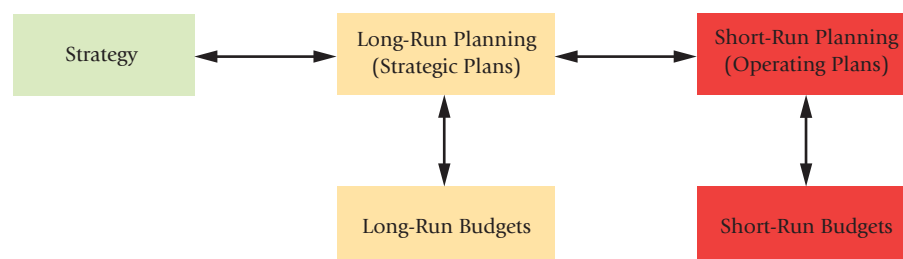 Strategy
Long-Run Planning
(Strategic Plans)
Short-Run Planning
(Operating Plans)
Long-Run Budgets
Short-Run Budgets